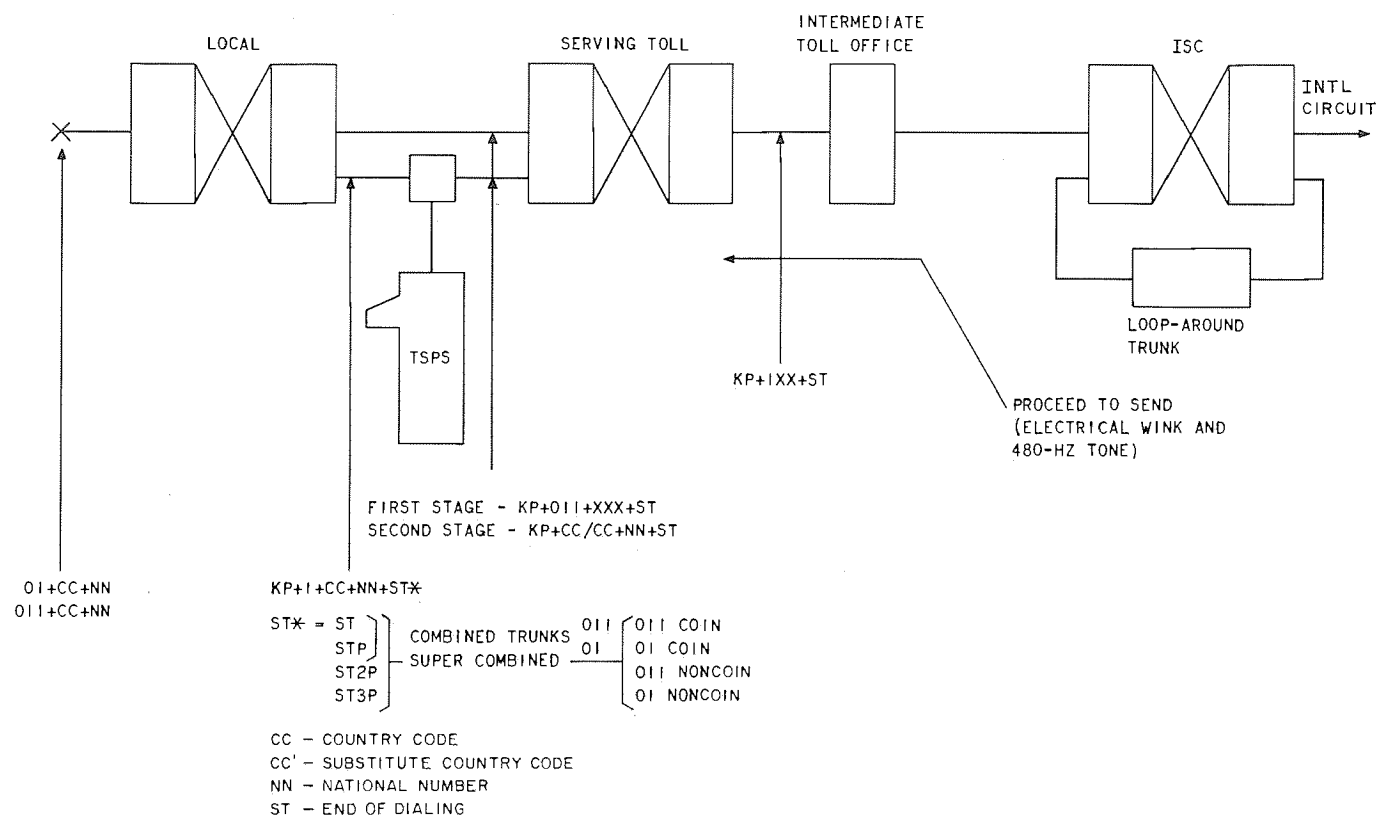 LOCAL
SERVING TOLL
INTERMEDIATE
TOLL OFFICE
ISC
INTL
CIRCUIT
TSPS
LOOP-AROUND
TRUNK
KP+1XX+ST
PROCEED TO SEND
(ELECTRICAL WINK AND
480-HZ TONE)
FIRST STAGE - KP+011+XXX+ST
SECOND STAGE - KP+CC/CC+NN+ST
01+CC+NN
011+CC+NN
KP+1+CC+NN+ST*
ST* = ST
STP
ST2P
ST3P
COMBINED TRUNKS
SUPER COMBINED
011
01
011 COIN
01 COIN
011 NONCOIN
01 NONCOIN
CC - COUNTRY CODE
CC' - SUBSTITUTE COUNTRY CODE
NN - NATIONAL NUMBER
ST - END OF DIALING